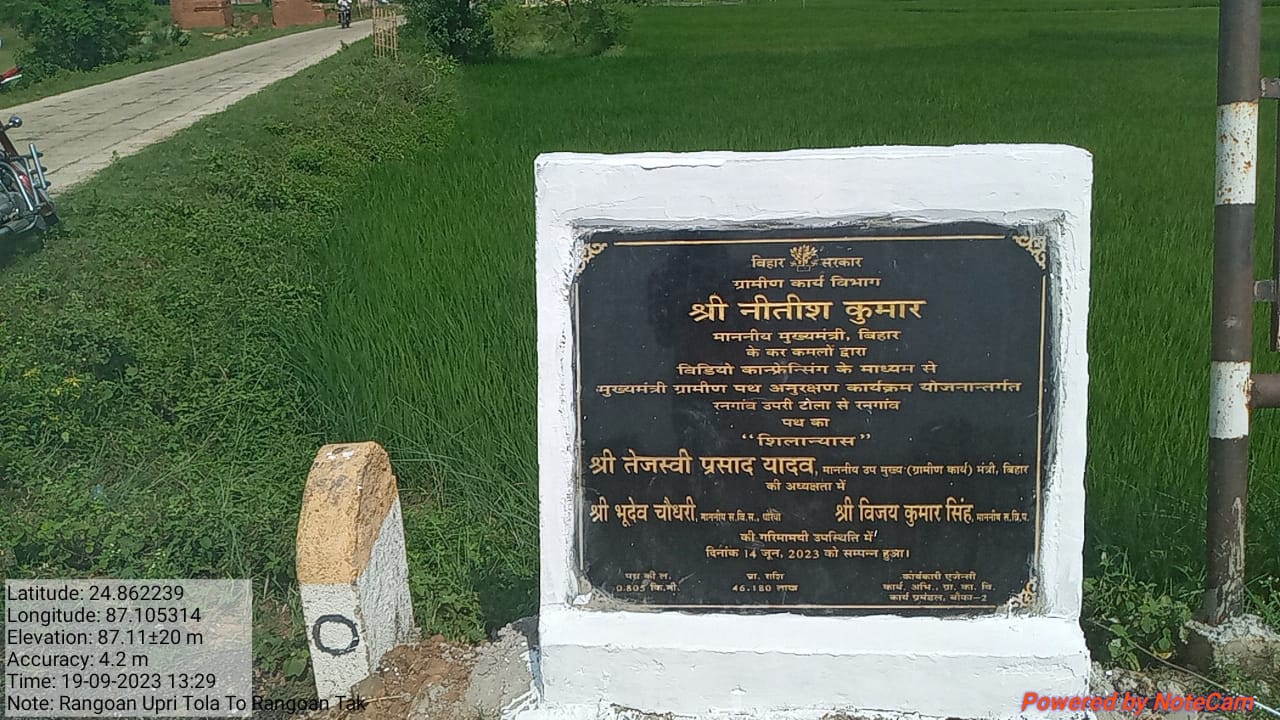 बिहार सरकार
ग्रामीण कार्य विभाग
श्री नीतीश कुमार
माननीय मुख्यमंत्री, बिहार
के कर कमलों द्वारा
विडियो कान्फ्रेन्सिंग के माध्यम से
मुख्यमंत्री ग्रामीण पथ अनुरक्षण कार्यक्रम योजनान्तर्गत
रनगांव उपरी टोला से रनगांव
पथ का
“शिलान्यास”
श्री तेजस्वी प्रसाद यादव, माननीय उप मुख्य (ग्रामीण कार्य) मंत्री, बिहार
की अध्यक्षता में
श्री भूदेव चौधरी, माननीय स.वि.स., श्री विजय कुमार सिंह, माननीय स.वि.प.
की गरिमामयी उपस्थिति में
दिनांक 14 जून, 2023 को सम्पन्न हुआ।
पथ की ल. प्रा. राशि कार्यकारी एजेन्सी
0.805 कि.मी. 46.180 लाख कार्य. अभि., ग्रा. का. वि.
कार्य प्रमंडल, बाँका-2
O
Latitude: 24.862239
Longitude: 87.105314
Elevation: 87.11±20 m
Accuracy: 4.2 m
Time: 19-09-2023 13:29
Note: Rangoan Upri Tola To Rangoan Tak
Powered by NoteCam